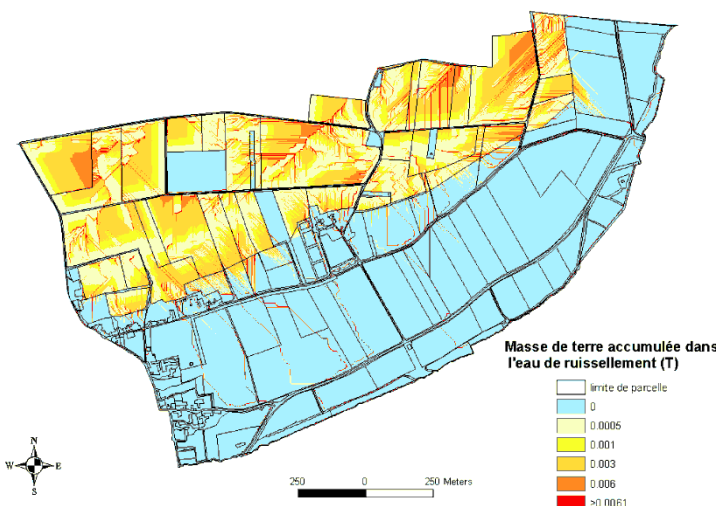 Masse de terre accumulée dans
l'eau de ruissellement (T)
limite de parcelle
0
0.0005
0.001
0.003
0.006
>0.0061
N
W E
S
250 0 250 Meters